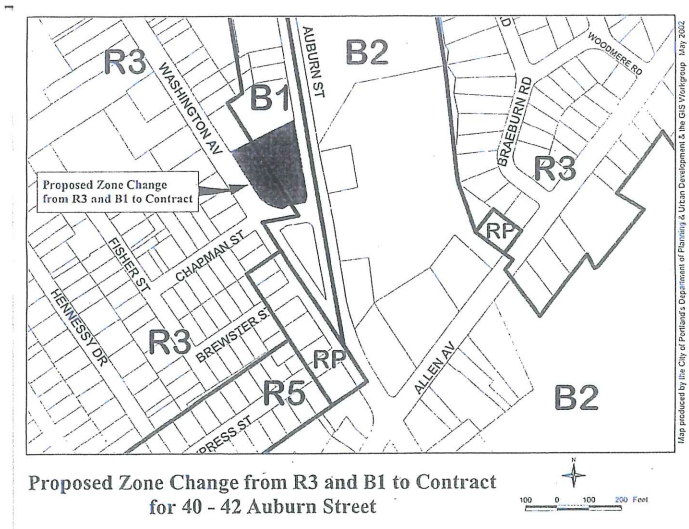 1
R3
WASHINGTON AV
B1
AUBURN ST
B2
WOODMERE RD
BRAEBURN RD
R3
RP
Proposed Zone Change
from R3 and B1 to Contract
FISHER ST
CHAPMAN ST
HENNESSY DR
R3
BREWSTER S
RP
R5
PRESS ST
ALLEN AV
B2
Map produced by the City of Portland's Department of Planning & Urban Development & the GIS Workgroup May 2002
Proposed Zone Change from R3 and B1 to Contract
for 40 - 42 Auburn Street
N
100 0 100 200 Feet